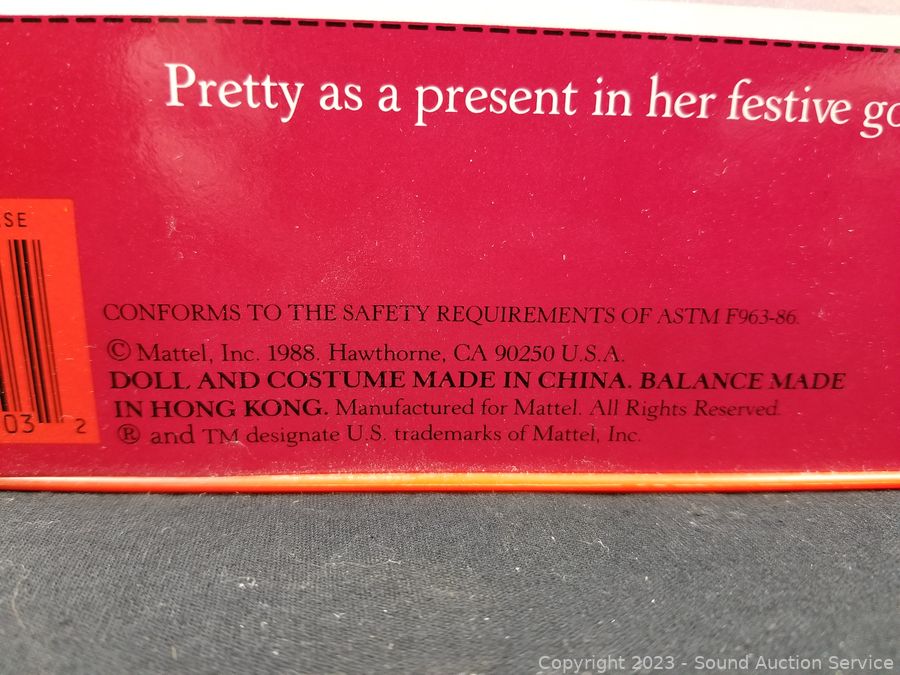 Pretty as a present in her festive go
SE
CONFORMS TO THE SAFETY REQUIREMENTS OF ASTM F963-86.
© Mattel, Inc. 1988. Hawthorne, CA 90250 U.S.A.
DOLL AND COSTUME MADE IN CHINA. BALANCE MADE
IN HONG KONG. Manufactured for Mattel. All Rights Reserved.
® and TM designate U.S. trademarks of Mattel, Inc.
03 2
Copyright 2023 - Sound Auction Service